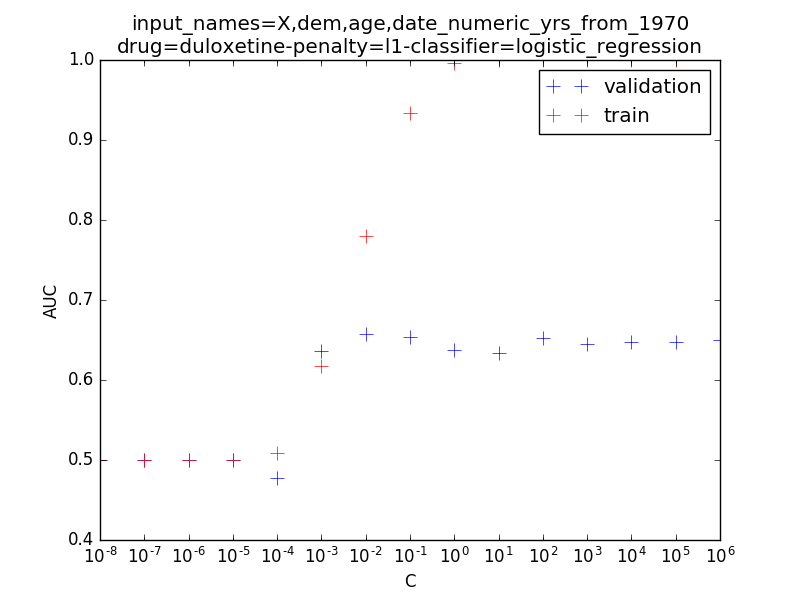 input_names=X,dem,age,date_numeric_yrs_from_1970
drug=duloxetine-penalty=l1-classifier=logistic_regression
validation
train
AUC
1.0
0.9
0.8
0.7
0.6
0.5
0.4
10⁻⁸ 10⁻⁷ 10⁻⁶ 10⁻⁵ 10⁻⁴ 10⁻³ 10⁻² 10⁻¹ 10⁰ 10¹ 10² 10³ 10⁴ 10⁵ 10⁶
C